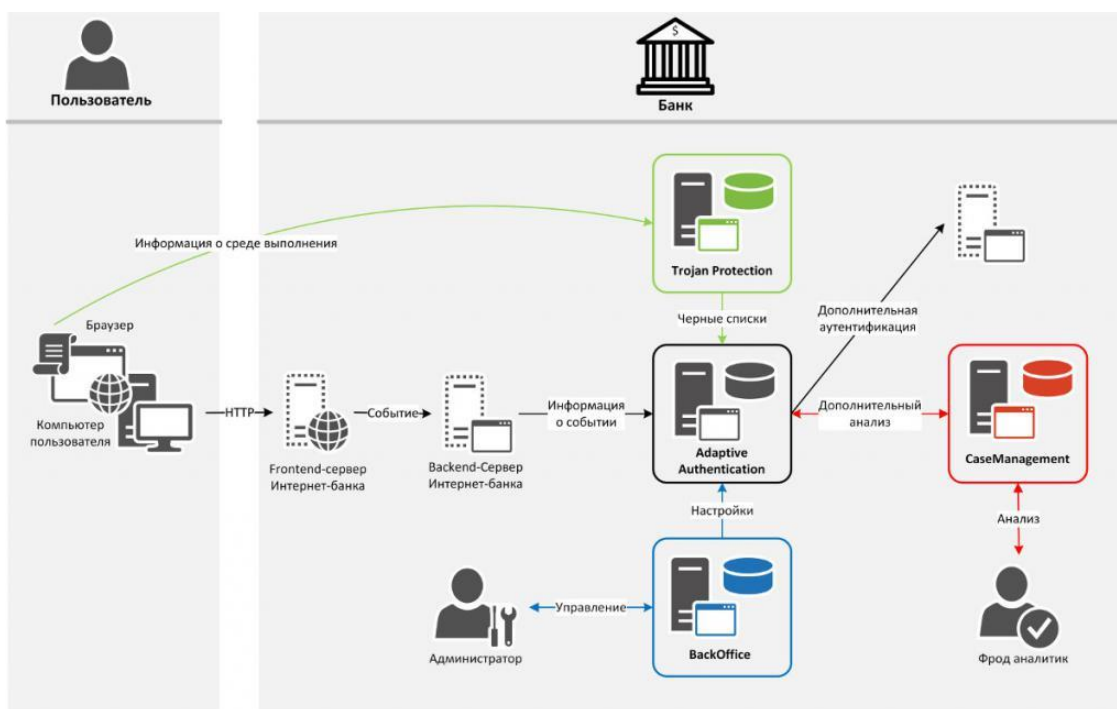 $
Пользователь
Банк
Информация о среде выполнения
Trojan Protection
Черные списки
Дополнительная
аутентификация
Браузер
Компьютер
пользователя
HTTP
Frontend-сервер
Интернет-банка
Событие
Backend-Сервер
Интернет-банка
Информация
о событии
Adaptive
Authentication
Дополнительный
анализ
CaseManagement
Настройки
Анализ
Администратор
Управление
BackOffice
Фрод аналитик